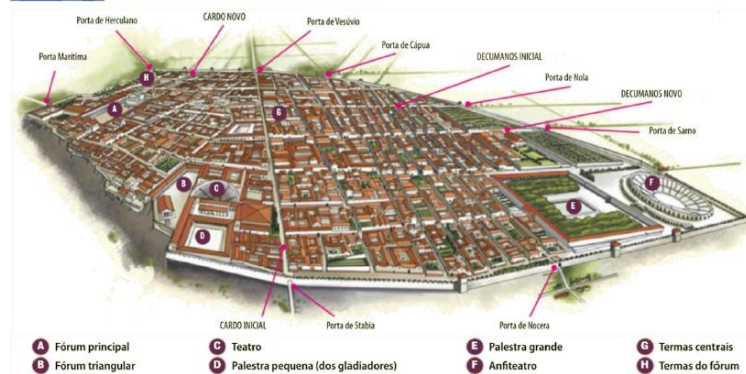 Porta de Herculano
CARDO NOVO
Porta de Vesúvio
Porta Marítima
Porta de Cápua
DECUMANOS INICIAL
Porta de Nola
DECUMANOS NOVO
Porta de Sarno
H
A
G
B
C
F
E
D
CARDO INICIAL
Porta de Stabia
Porta de Nocera
A Fórum principal
C Teatro
E Palestra grande
G Termas centrais
B Fórum triangular
D Palestra pequena (dos gladiadores)
F Anfiteatro
H Termas do fórum